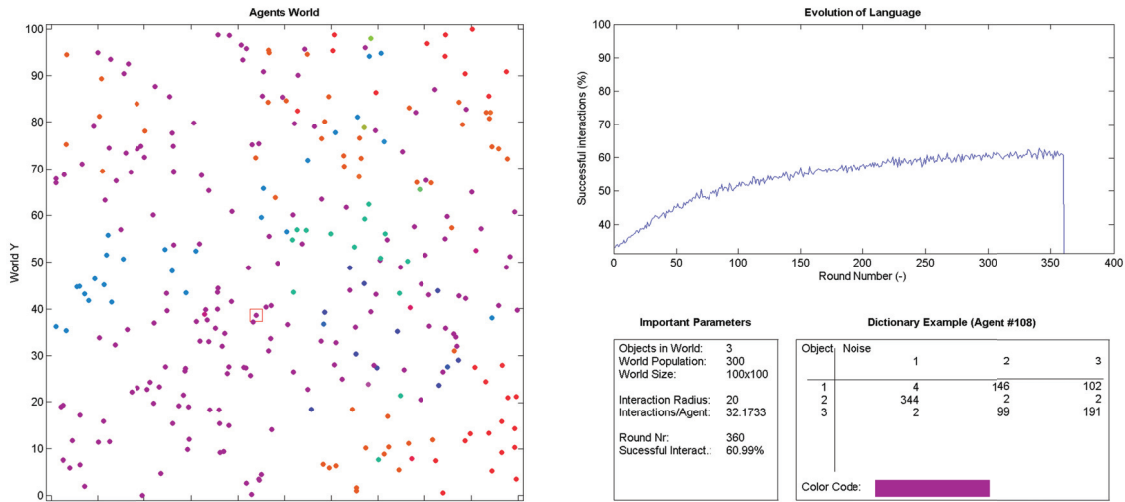 Agents World
100
90
80
70
60
50
40
30
20
10
0
World Y
Evolution of Language
100
90
80
70
60
50
40
Successful interactions (%)
0 50 100 150 200 250 300 350 400
Round Number (-)
Important Parameters
Objects in World: 3
World Population: 300
World Size: 100x100
Interaction Radius: 20
Interactions/Agent: 32.1733
Round Nr: 360
Sucessful Interact.: 60.99%
Dictionary Example (Agent #108)
Object Noise
1 2 3
1 4 146 102
2 344 2 2
3 2 99 191
Color Code: